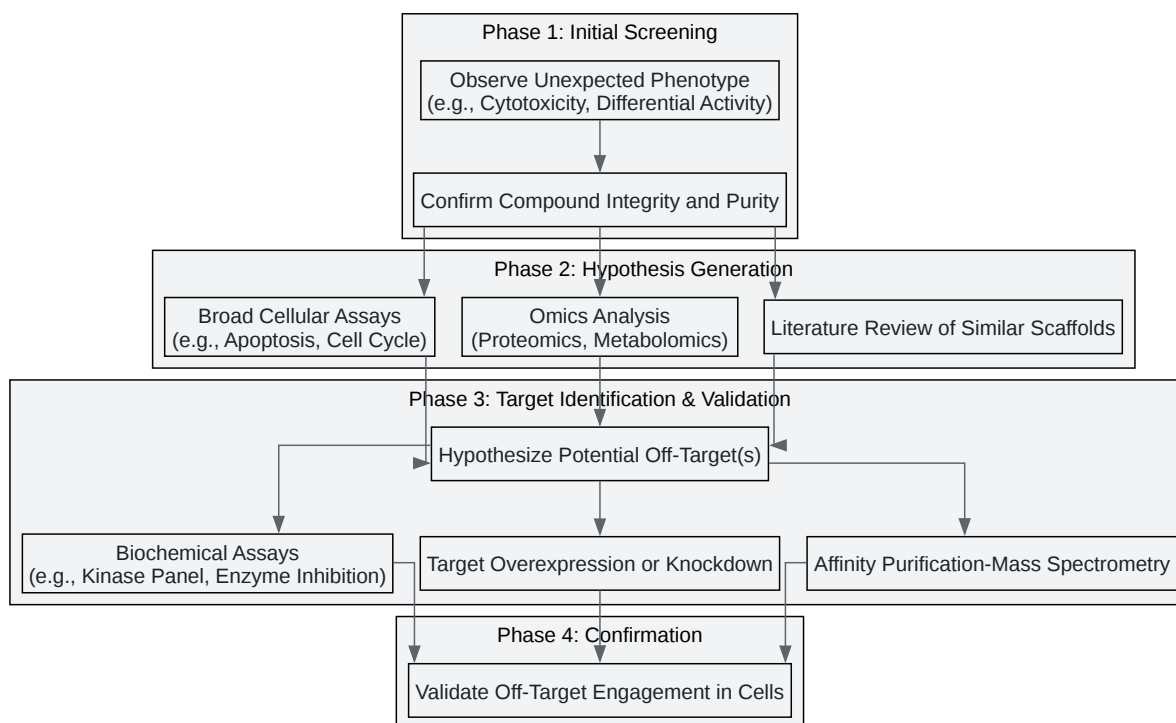 Phase 1: Initial Screening
Observe Unexpected Phenotype
(e.g., Cytotoxicity, Differential Activity)
Confirm Compound Integrity and Purity
Phase 2: Hypothesis Generation
Broad Cellular Assays
(e.g., Apoptosis, Cell Cycle)
Omics Analysis
(Proteomics, Metabolomics)
Literature Review of Similar Scaffolds
Phase 3: Target Identification & Validation
Hypothesize Potential Off-Target(s)
Biochemical Assays
(e.g., Kinase Panel, Enzyme Inhibition)
Target Overexpression or Knockdown
Affinity Purification-Mass Spectrometry
Phase 4: Confirmation
Validate Off-Target Engagement in Cells